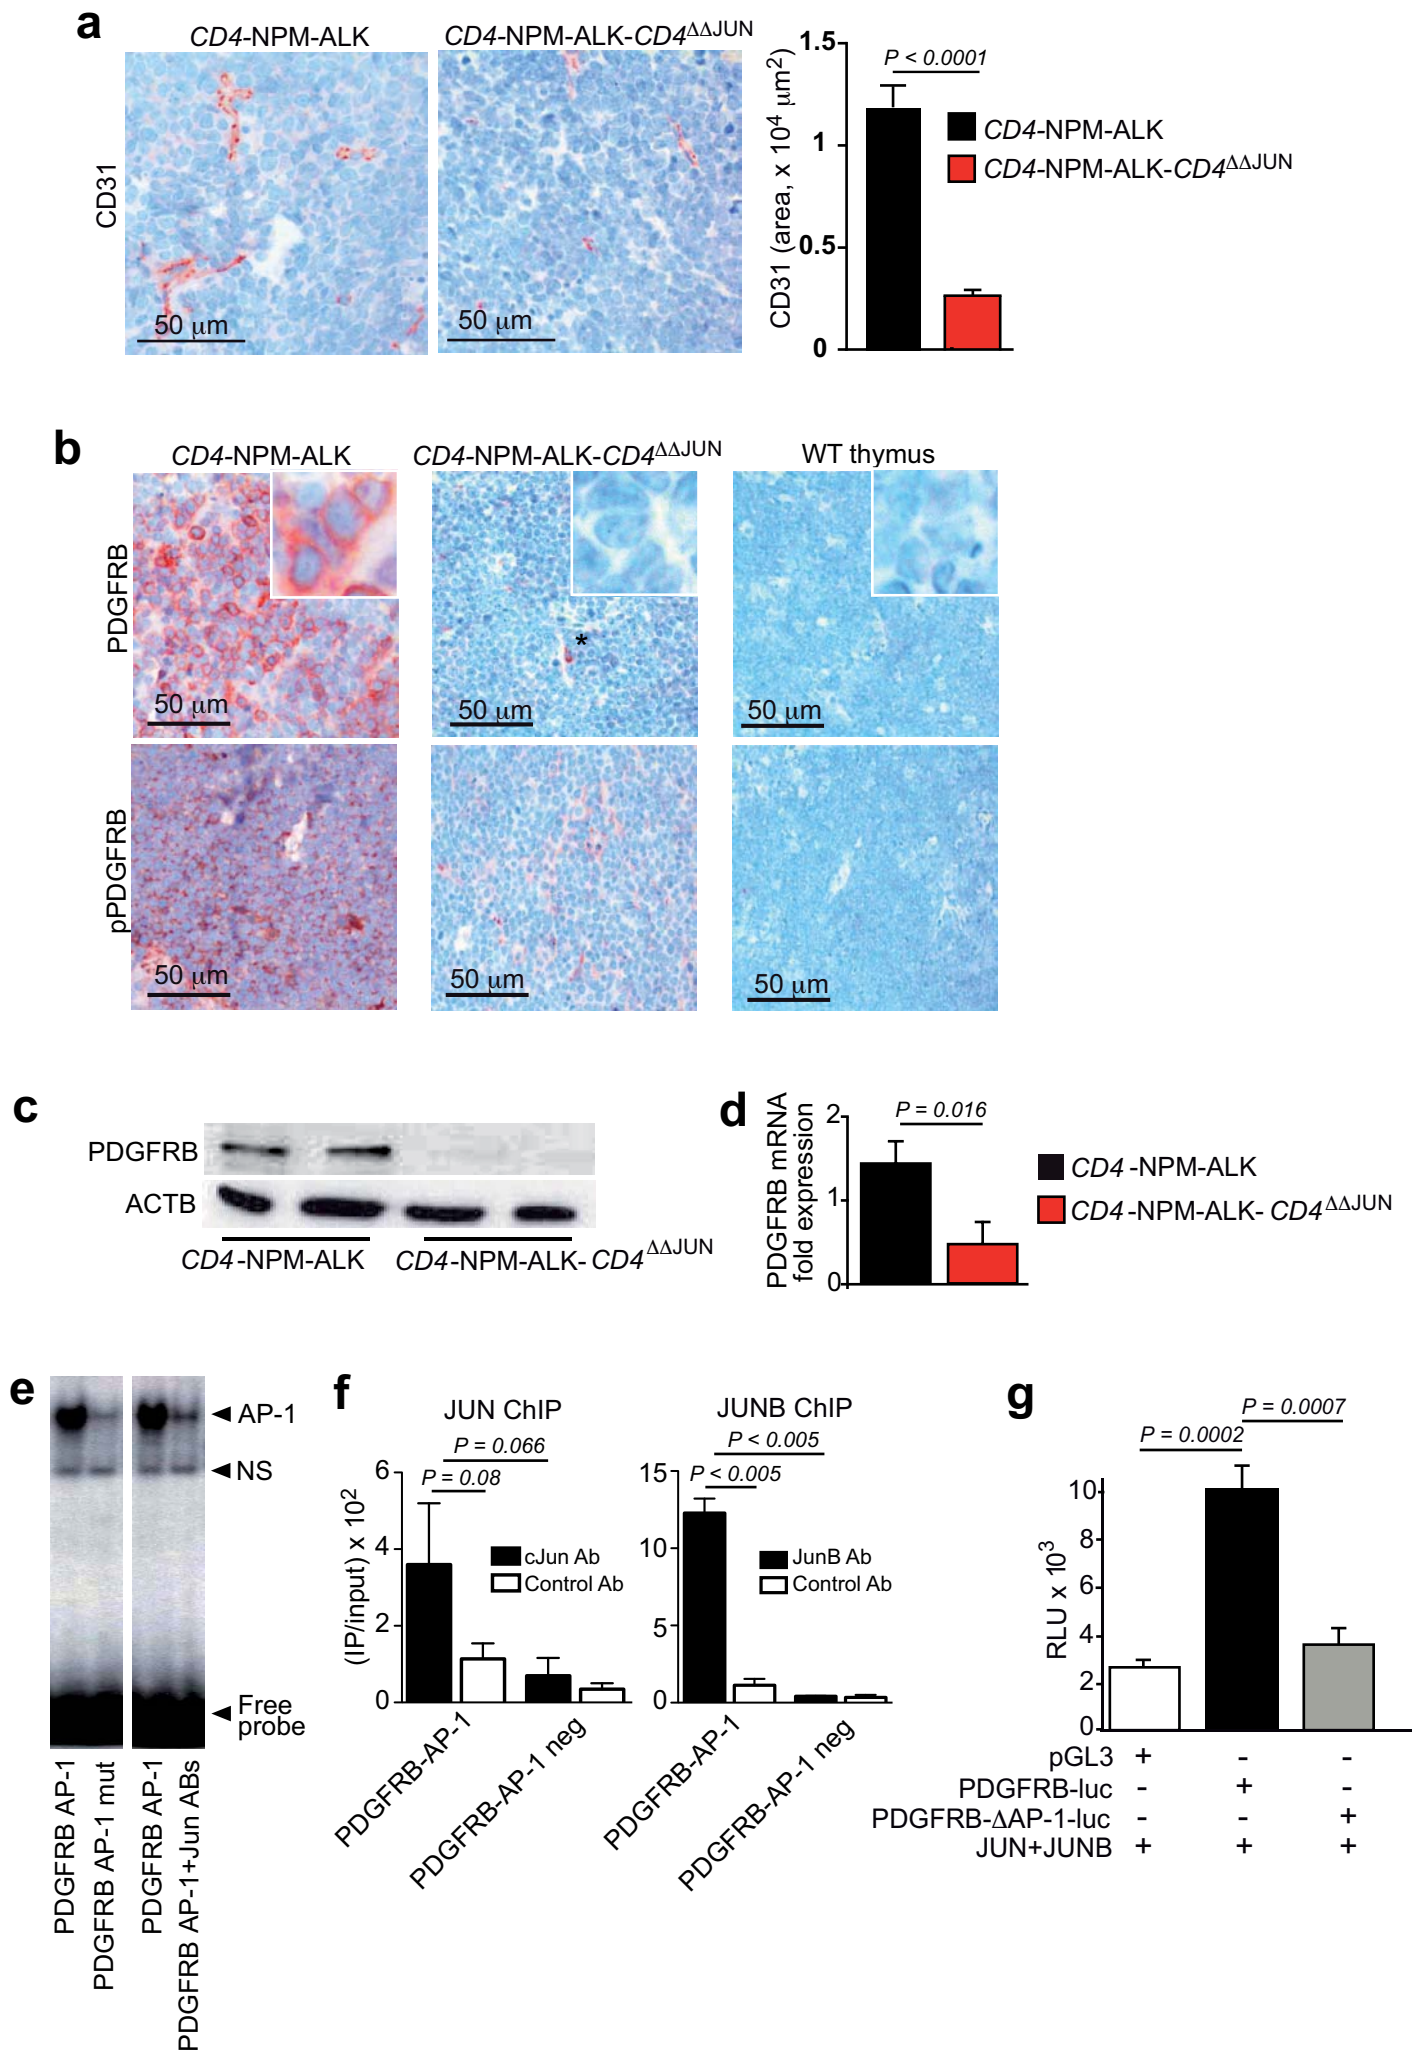 a
CD4-NPM-ALK
CD4-NPM-ALK-CD4ΔΔJUN
CD31
50 μm
50 μm
CD31 (area, x 10⁴ μm²)
1.5
1
0.5
0
P < 0.0001
CD4-NPM-ALK
CD4-NPM-ALK-CD4ΔΔJUN
b
CD4-NPM-ALK
CD4-NPM-ALK-CD4ΔΔJUN
WT thymus
PDGFRB
50 μm
*
50 μm
50 μm
pPDGFRB
50 μm
50 μm
50 μm
c
PDGFRB
ACTB
CD4-NPM-ALK
CD4-NPM-ALK-CD4ΔΔJUN
d
PDGFRB mRNA
fold expression
2
1
0
P = 0.016
CD4-NPM-ALK
CD4-NPM-ALK-CD4ΔΔJUN
e
AP-1
NS
Free
probe
PDGFRB AP-1
PDGFRB AP-1 mut
PDGFRB AP-1
PDGFRB AP-1+Jun ABs
f
JUN ChIP
P = 0.066
P = 0.08
(IP/input) x 10²
6
4
2
0
cJun Ab
Control Ab
PDGFRB-AP-1
PDGFRB-AP-1 neg
JUNB ChIP
P < 0.005
P < 0.005
15
10
5
0
JunB Ab
Control Ab
PDGFRB-AP-1
PDGFRB-AP-1 neg
g
P = 0.0007
P = 0.0002
RLU x 10³
10
8
6
4
2
0
pGL3 + - -
PDGFRB-luc - + -
PDGFRB-ΔAP-1-luc - - +
JUN+JUNB + + +